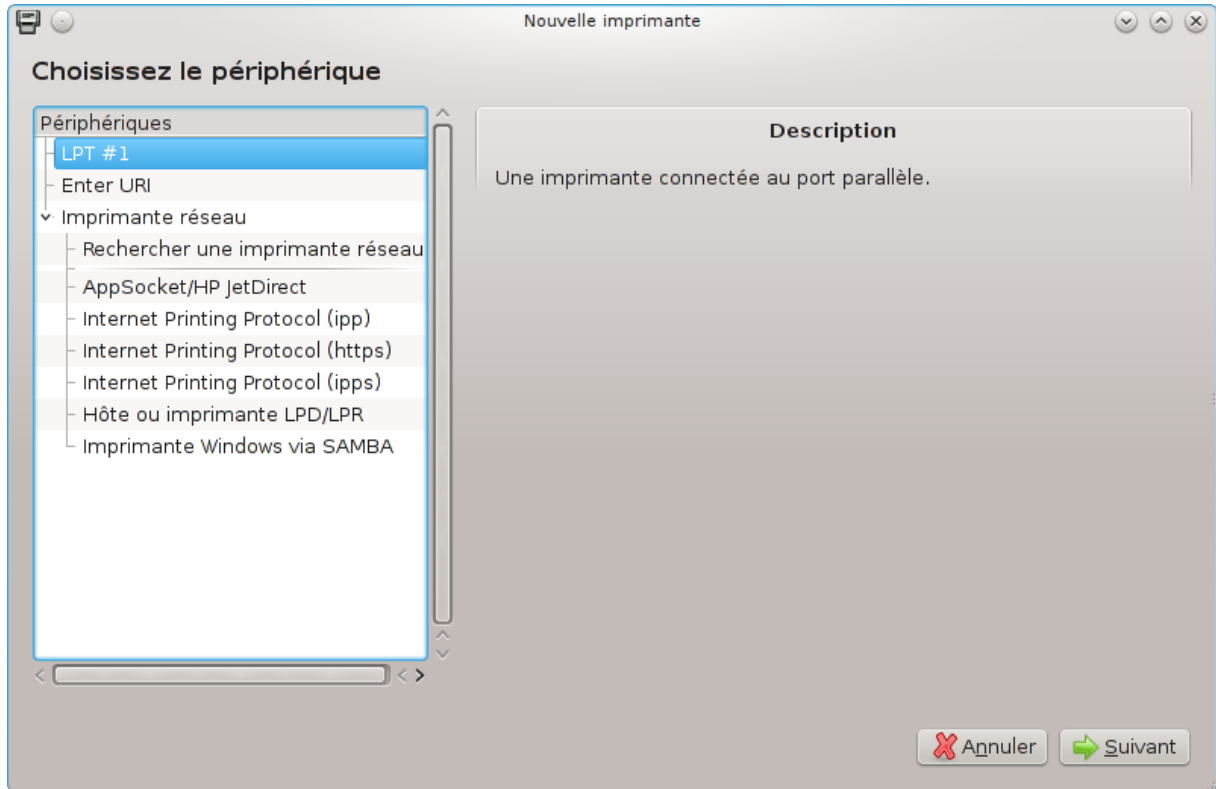 Nouvelle imprimante
Choisissez le périphérique
Périphériques
LPT #1
Enter URI
Imprimante réseau
Rechercher une imprimante réseau
AppSocket/HP JetDirect
Internet Printing Protocol (ipp)
Internet Printing Protocol (https)
Internet Printing Protocol (ipps)
Hôte ou imprimante LPD/LPR
Imprimante Windows via SAMBA
Description
Une imprimante connectée au port parallèle.
Annuler
Suivant